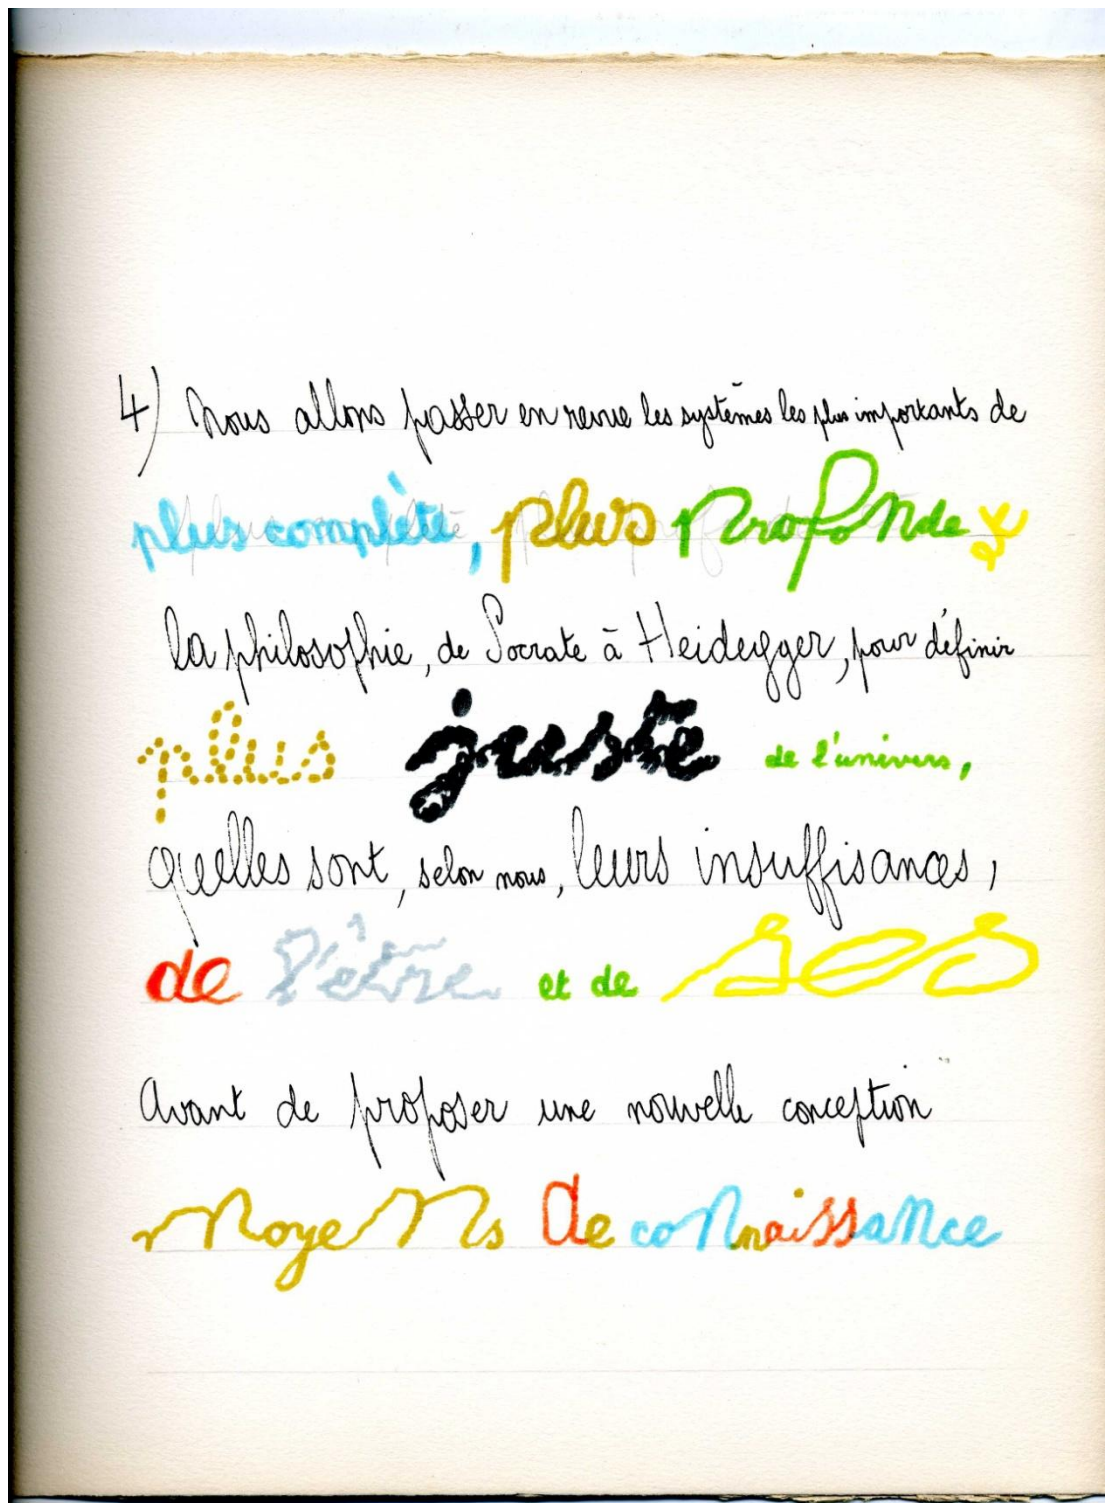 4) Nous allons passer en revue les systèmes les plus importants de
plus complète, plus profonde et
la philosophie, de Socrate à Heidegger, pour définir
plus juste de l'univers,
quelles sont, selon nous, leurs insuffisances,
de l'être et de ses
Avant de proposer une nouvelle conception
moyens de connaissance